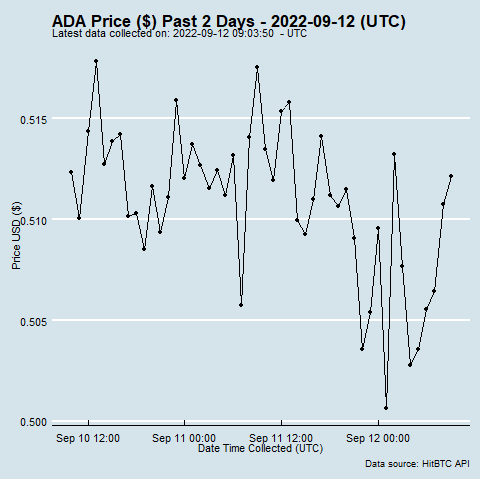 ADA Price ($) Past 2 Days - 2022-09-12 (UTC)
Latest data collected on: 2022-09-12 09:03:50 - UTC
Price USD ($)
0.515
0.510
0.505
0.500
Sep 10 12:00 Sep 11 00:00 Sep 11 12:00 Sep 12 00:00
Date Time Collected (UTC)
Data source: HitBTC API